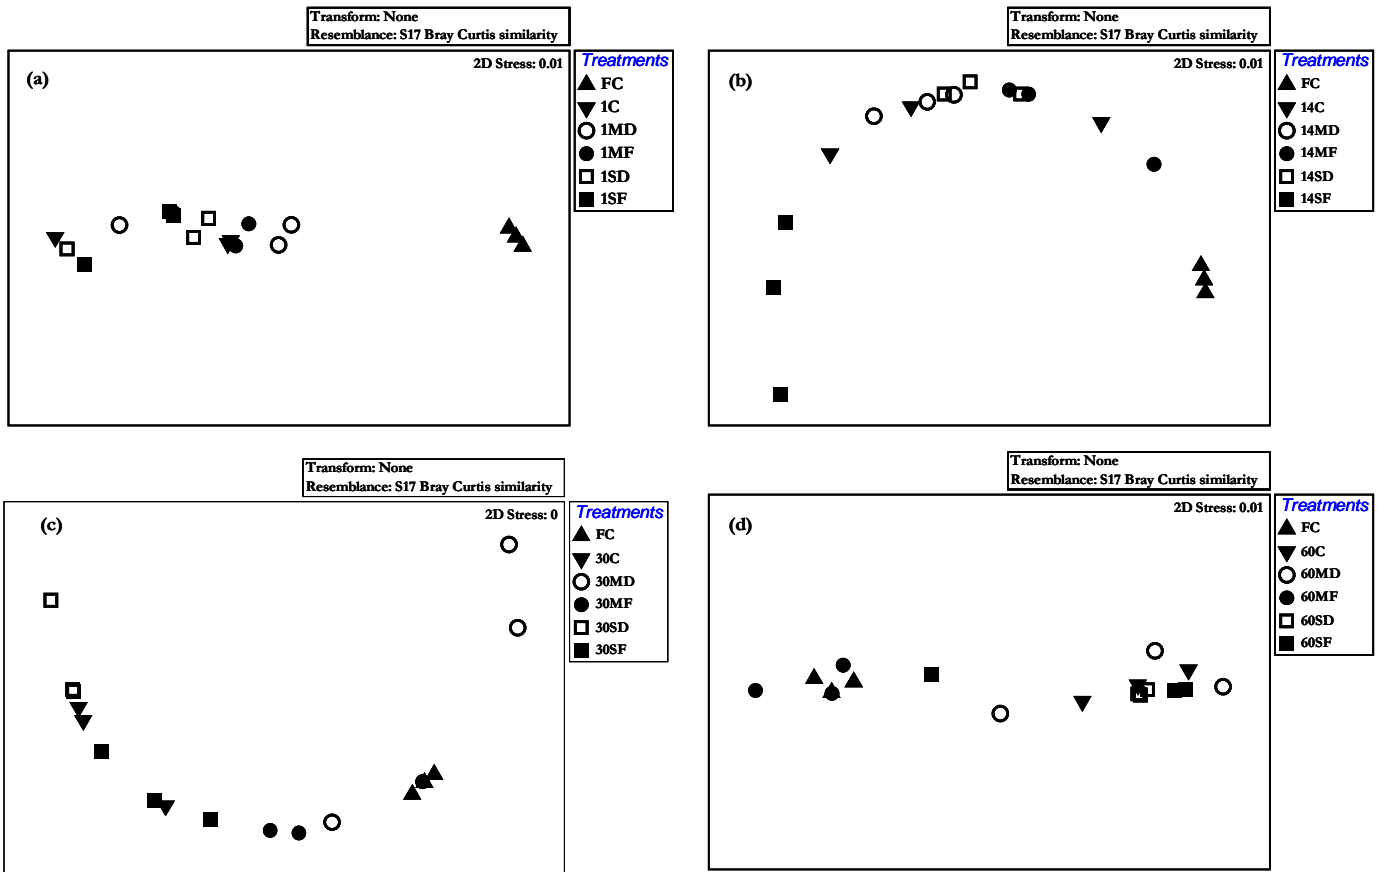 Transform: None
Resemblance: S17 Bray Curtis similarity
(a)
2D Stress: 0.01
Treatments
FC
1C
1MD
1MF
1SD
1SF
Transform: None
Resemblance: S17 Bray Curtis similarity
(b)
2D Stress: 0.01
Treatments
FC
14C
14MD
14MF
14SD
14SF
Transform: None
Resemblance: S17 Bray Curtis similarity
(c)
2D Stress: 0
Treatments
FC
30C
30MD
30MF
30SD
30SF
Transform: None
Resemblance: S17 Bray Curtis similarity
(d)
2D Stress: 0.01
Treatments
FC
60C
60MD
60MF
60SD
60SF